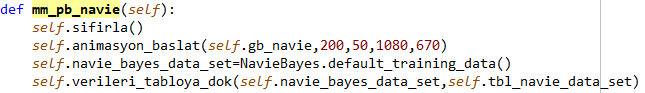 def mm_pb_navie(self):
    self.sifirla()
    self.animasyon_baslat(self.gb_navie,200,50,1080,670)
    self.navie_bayes_data_set=NavieBayes.default_training_data()
    self.verileri_tabloya_dok(self.navie_bayes_data_set,self.tbl_navie_data_set)